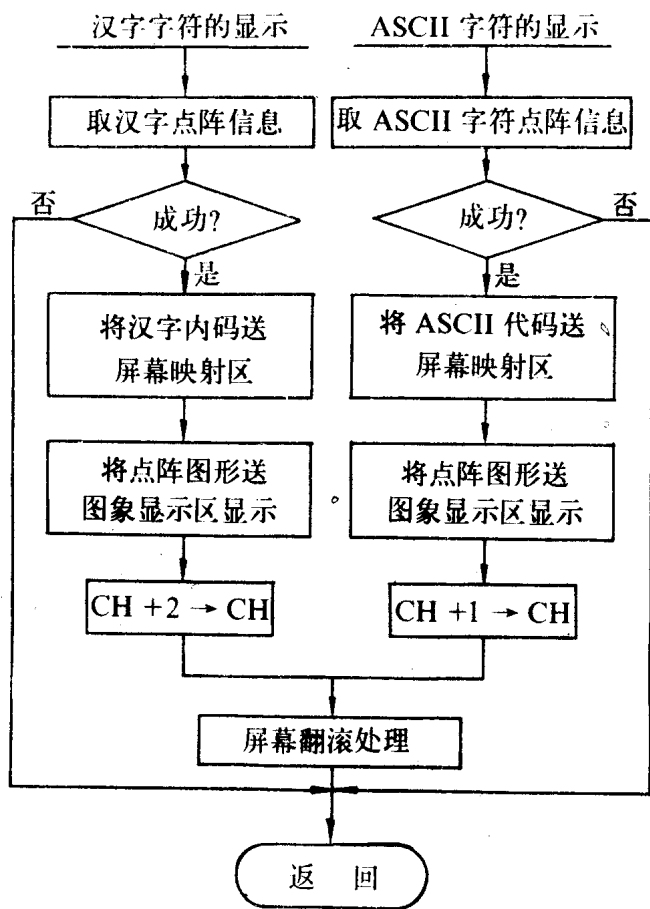 汉字字符的显示
取汉字点阵信息
成功?
否
是
将汉字内码送
屏幕映射区
将点阵图形送
图象显示区显示
CH +2 → CH
ASCII 字符的显示
取 ASCII 字符点阵信息
成功?
否
是
将 ASCII 代码送
屏幕映射区
将点阵图形送
图象显示区显示
CH +1 → CH
屏幕翻滚处理
返 回